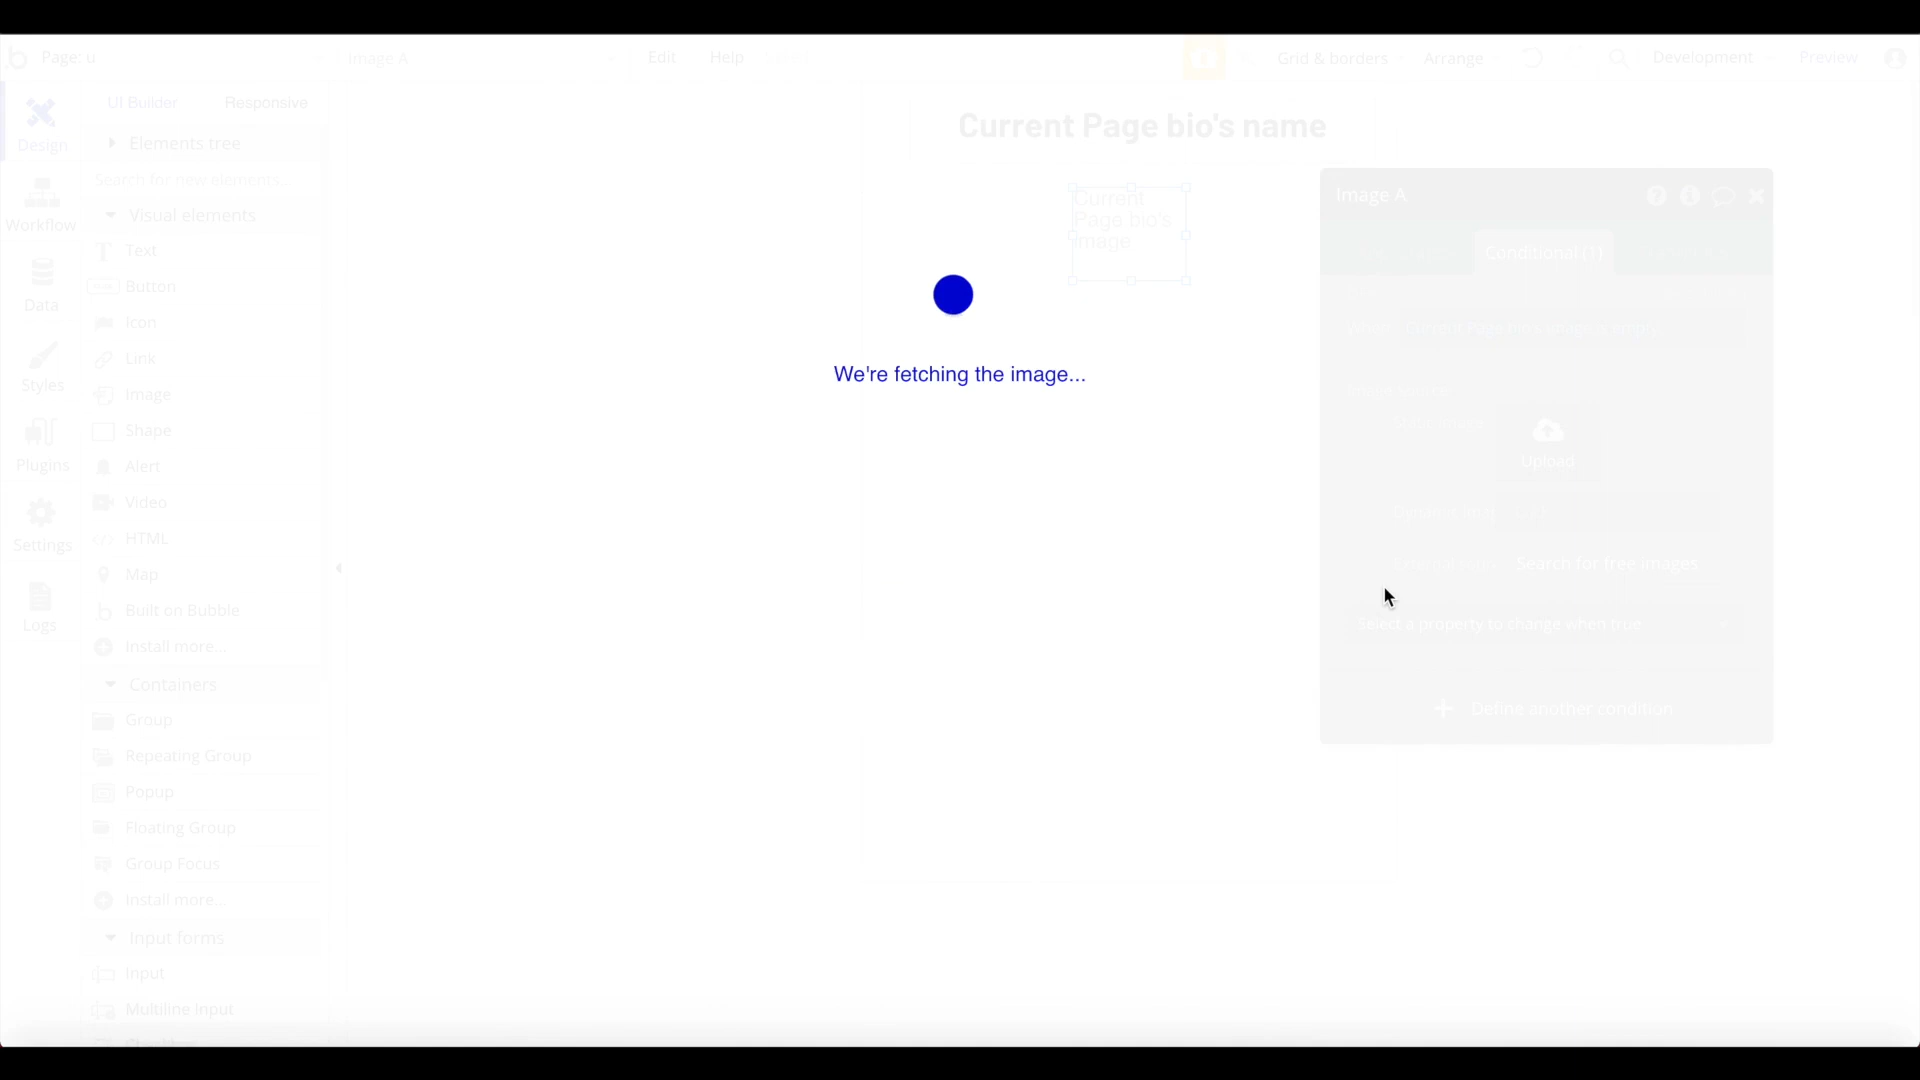 Page: u
Image A
Edit
Help
Grid & borders
Arrange
Development
Preview
UI Builder
Responsive
Design
Elements tree
Search for new elements...
Workflow
Visual elements
Text
Button
Data
Icon
Link
Styles
Image
Shape
Plugins
Alert
Video
Settings
HTML
Map
Logs
Built on Bubble
Install more...
Containers
Group
Repeating Group
Popup
Floating Group
Group Focus
Install more...
Input forms
Input
Multiline Input
Current Page bio's name
Current
Page bio's
image
We're fetching the image...
Image A
Conditional (1)
Upload
Search for free images
Select a property to change when true
Define another condition